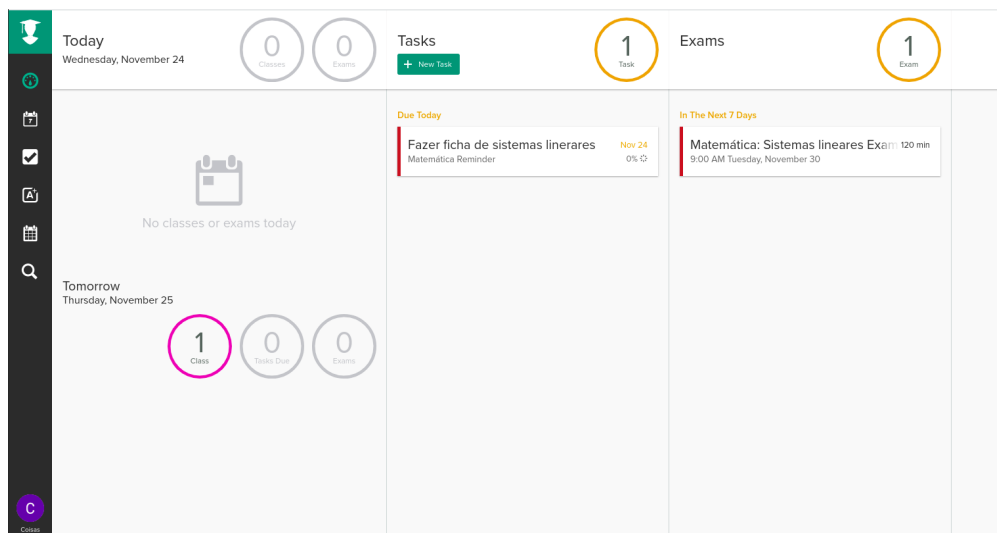 Today
Wednesday, November 24
0
Classes
0
Exams
Tasks
+ New Task
1
Task
Exams
1
Exam
7
A+
No classes or exams today
Tomorrow
Thursday, November 25
1
Class
0
Tasks Due
0
Exams
Due Today
Fazer ficha de sistemas linerares
Nov 24
Matemática Reminder
0%
In The Next 7 Days
Matemática: Sistemas lineares Exam 120 min
9:00 AM Tuesday, November 30
C
Coisas